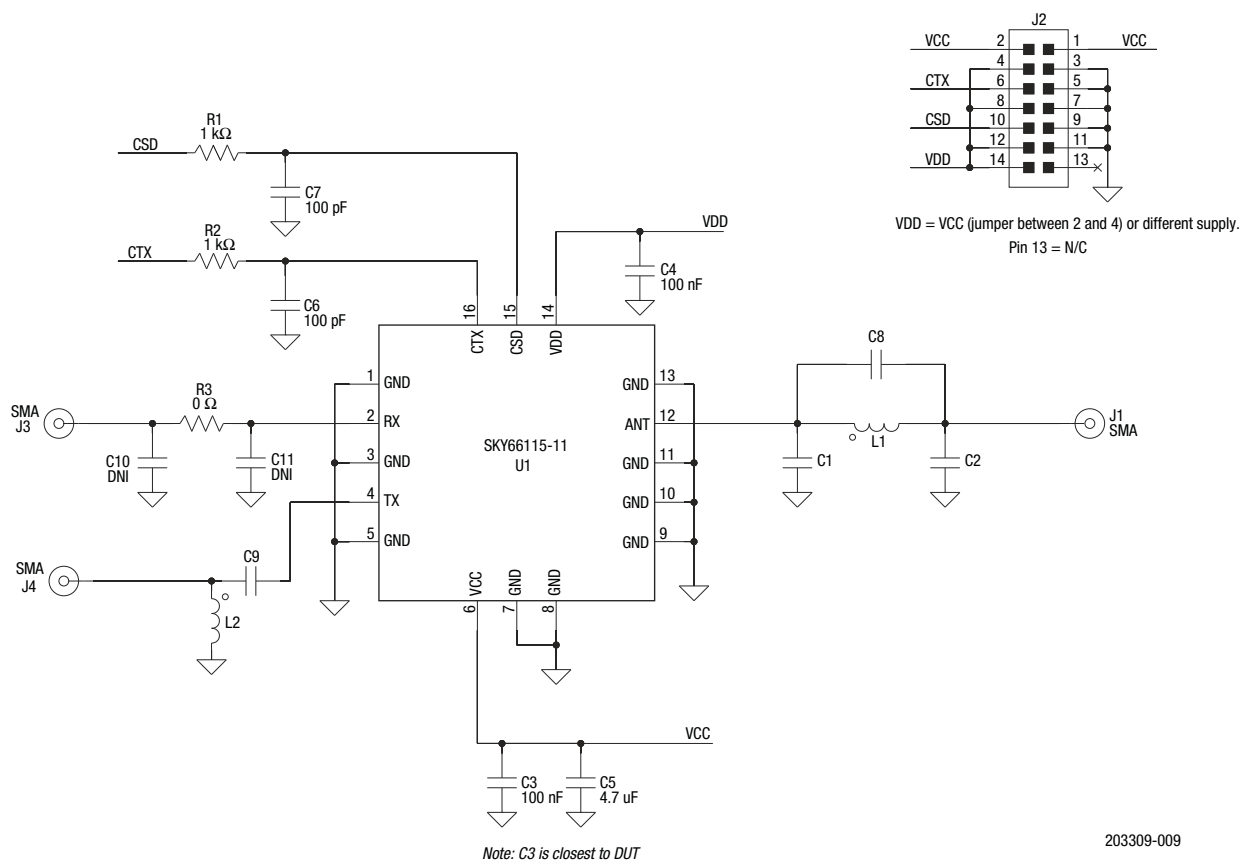 J2
VCC 2 1 VCC
4 3
CTX 6 5
8 7
CSD 10 9
12 11
VDD 14 13
VDD = VCC (jumper between 2 and 4) or different supply.
Pin 13 = N/C
R1
1 kΩ
CSD
C7
100 pF
R2
1 kΩ
CTX
C6
100 pF
VDD
C4
100 nF
16 15 14
CTX CSD VDD
1 GND
2 RX
3 GND
4 TX
5 GND
SKY66115-11
U1
GND 13
ANT 12
GND 11
GND 10
GND 9
VCC GND GND
6 7 8
SMA
J3
R3
0 Ω
C10
DNI
C11
DNI
SMA
J4
C9
L2
C8
L1
C1
C2
J1
SMA
VCC
C3
100 nF
C5
4.7 uF
Note: C3 is closest to DUT
203309-009